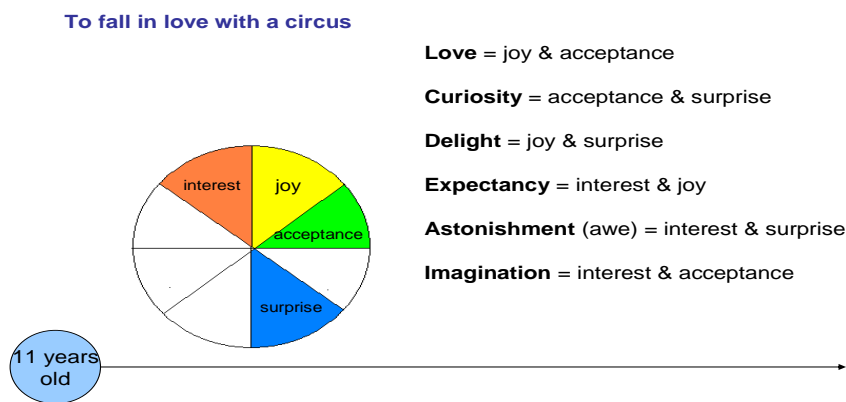 To fall in love with a circus
Love = joy & acceptance
Curiosity = acceptance & surprise
Delight = joy & surprise
Expectancy = interest & joy
Astonishment (awe) = interest & surprise
Imagination = interest & acceptance
interest
joy
acceptance
surprise
11 years
old